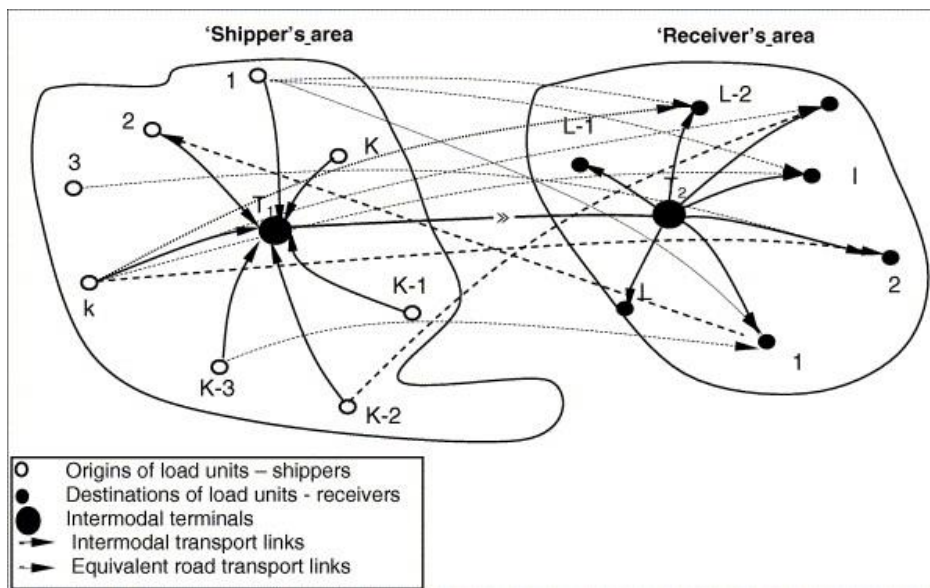 'Shipper's_area
'Receiver's_area
1
L-2
2
L-1
K
3
T
1
T
2
l
k
K-1
L
2
K-3
1
K-2
Origins of load units – shippers
Destinations of load units - receivers
Intermodal terminals
Intermodal transport links
Equivalent road transport links